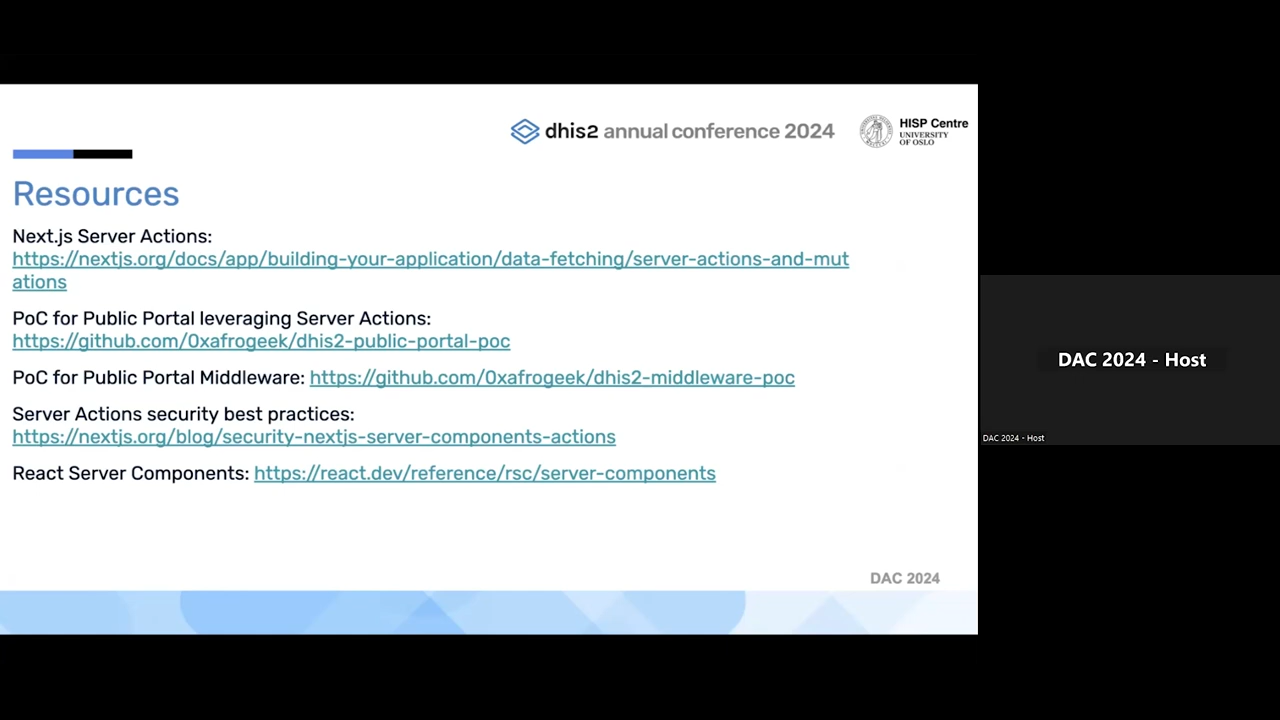 dhis2 annual conference 2024
HISP Centre
UNIVERSITY
OF OSLO
Resources
Next.js Server Actions:
https://nextjs.org/docs/app/building-your-application/data-fetching/server-actions-and-mut
ations
PoC for Public Portal leveraging Server Actions:
https://github.com/0xafrogeek/dhis2-public-portal-poc
PoC for Public Portal Middleware: https://github.com/0xafrogeek/dhis2-middleware-poc
Server Actions security best practices:
https://nextjs.org/blog/security-nextjs-server-components-actions
React Server Components: https://react.dev/reference/rsc/server-components
DAC 2024
DAC 2024 - Host
DAC 2024 - Host